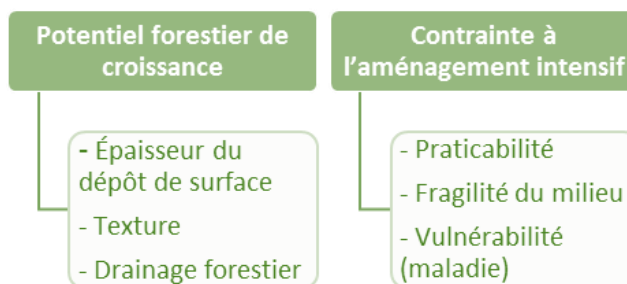 Potentiel forestier de
croissance
- Épaisseur du
dépôt de surface
- Texture
- Drainage forestier
Contrainte à
l'aménagement intensif
- Praticabilité
- Fragilité du milieu
- Vulnérabilité
(maladie)